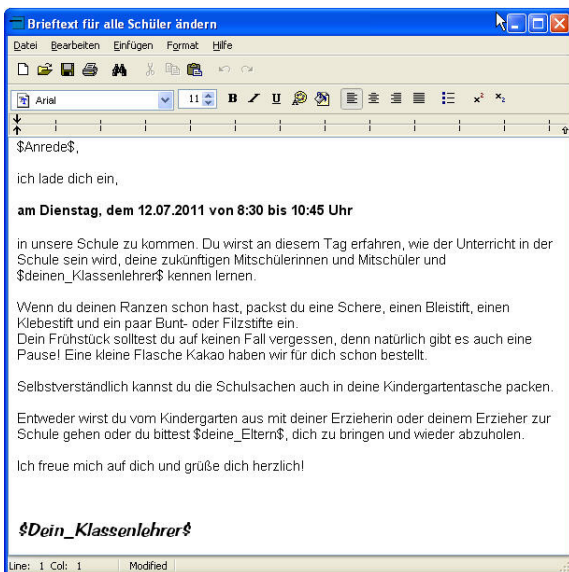 Brieftext für alle Schüler ändern
Datei Bearbeiten Einfügen Format Hilfe
Arial 11 B I U x² x₂
$Anrede$,
ich lade dich ein,
am Dienstag, dem 12.07.2011 von 8:30 bis 10:45 Uhr
in unsere Schule zu kommen. Du wirst an diesem Tag erfahren, wie der Unterricht in der
Schule sein wird, deine zukünftigen Mitschülerinnen und Mitschüler und
$deinen_Klassenlehrer$ kennen lernen.
Wenn du deinen Ranzen schon hast, packst du eine Schere, einen Bleistift, einen
Klebestift und ein paar Bunt- oder Filzstifte ein.
Dein Frühstück solltest du auf keinen Fall vergessen, denn natürlich gibt es auch eine
Pause! Eine kleine Flasche Kakao haben wir für dich schon bestellt.
Selbstverständlich kannst du die Schulsachen auch in deine Kindergartentasche packen.
Entweder wirst du vom Kindergarten aus mit deiner Erzieherin oder deinem Erzieher zur
Schule gehen oder du bittest $deine_Eltern$, dich zu bringen und wieder abzuholen.
Ich freue mich auf dich und grüße dich herzlich!
$Dein_Klassenlehrer$
Line: 1 Col: 1 Modified